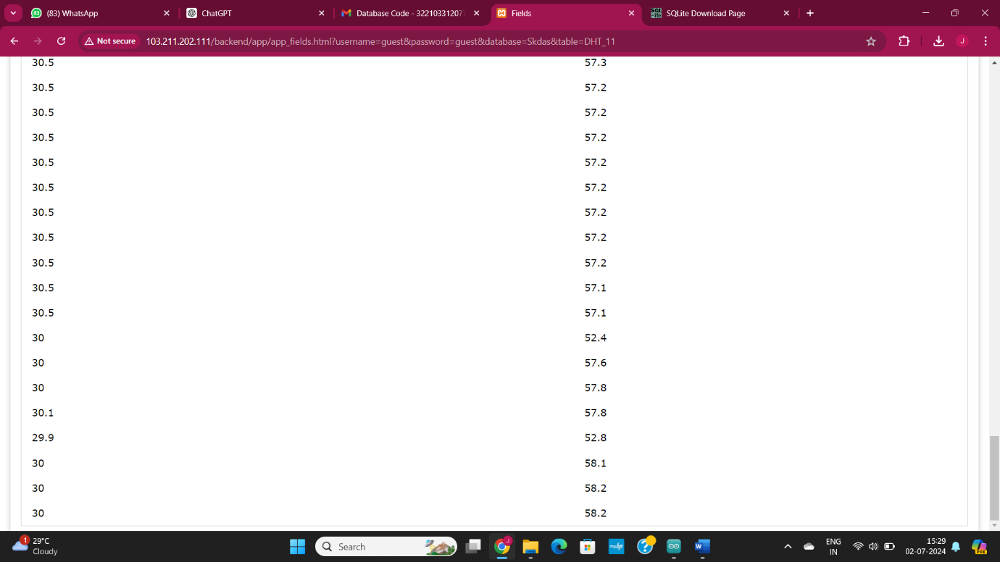 (83) WhatsApp
ChatGPT
Database Code - 32210331207
Fields
SQLite Download Page
Not secure
103.211.202.111/backend/app/app_fields.html?username=guest&password=guest&database=Skdas&table=DHT_11
J
30.5 57.3
30.5 57.2
30.5 57.2
30.5 57.2
30.5 57.2
30.5 57.2
30.5 57.2
30.5 57.2
30.5 57.2
30.5 57.1
30.5 57.1
30 52.4
30 57.6
30 57.8
30.1 57.8
29.9 52.8
30 58.1
30 58.2
30 58.2
1
29°C
Cloudy
Search
ENG
IN
15:29
02-07-2024
PRE